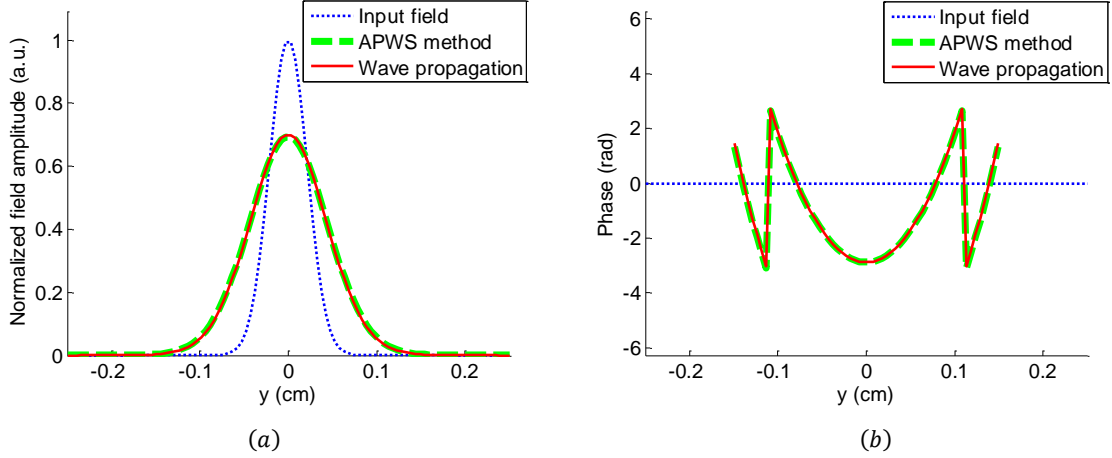 Input field
APWS method
Wave propagation
Normalized field amplitude (a.u.)
1
0.8
0.6
0.4
0.2
0
-0.2
-0.1
0
0.1
0.2
y (cm)
(a)
Input field
APWS method
Wave propagation
Phase (rad)
6
4
2
0
-2
-4
-6
-0.2
-0.1
0
0.1
0.2
y (cm)
(b)